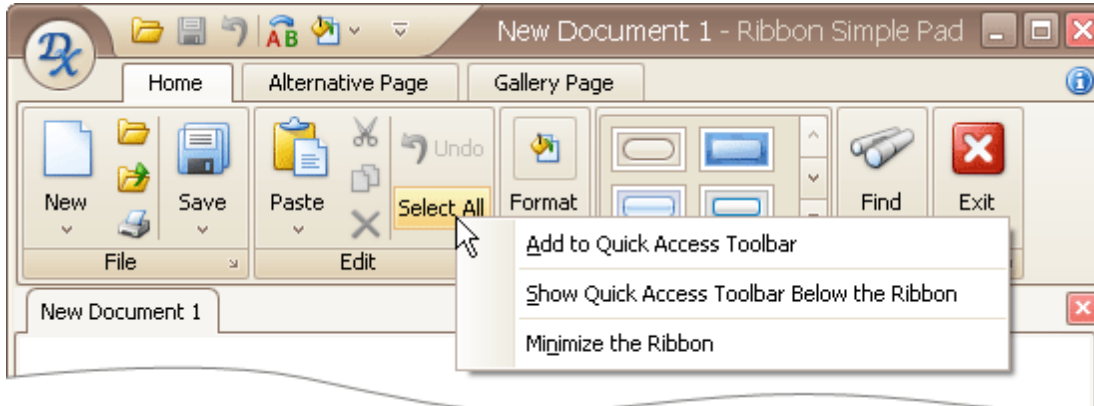 DX
AB
New Document 1 - Ribbon Simple Pad
Home
Alternative Page
Gallery Page
New
Save
Paste
Undo
Select All
Format
Find
Exit
File
Edit
Add to Quick Access Toolbar
Show Quick Access Toolbar Below the Ribbon
Minimize the Ribbon
New Document 1